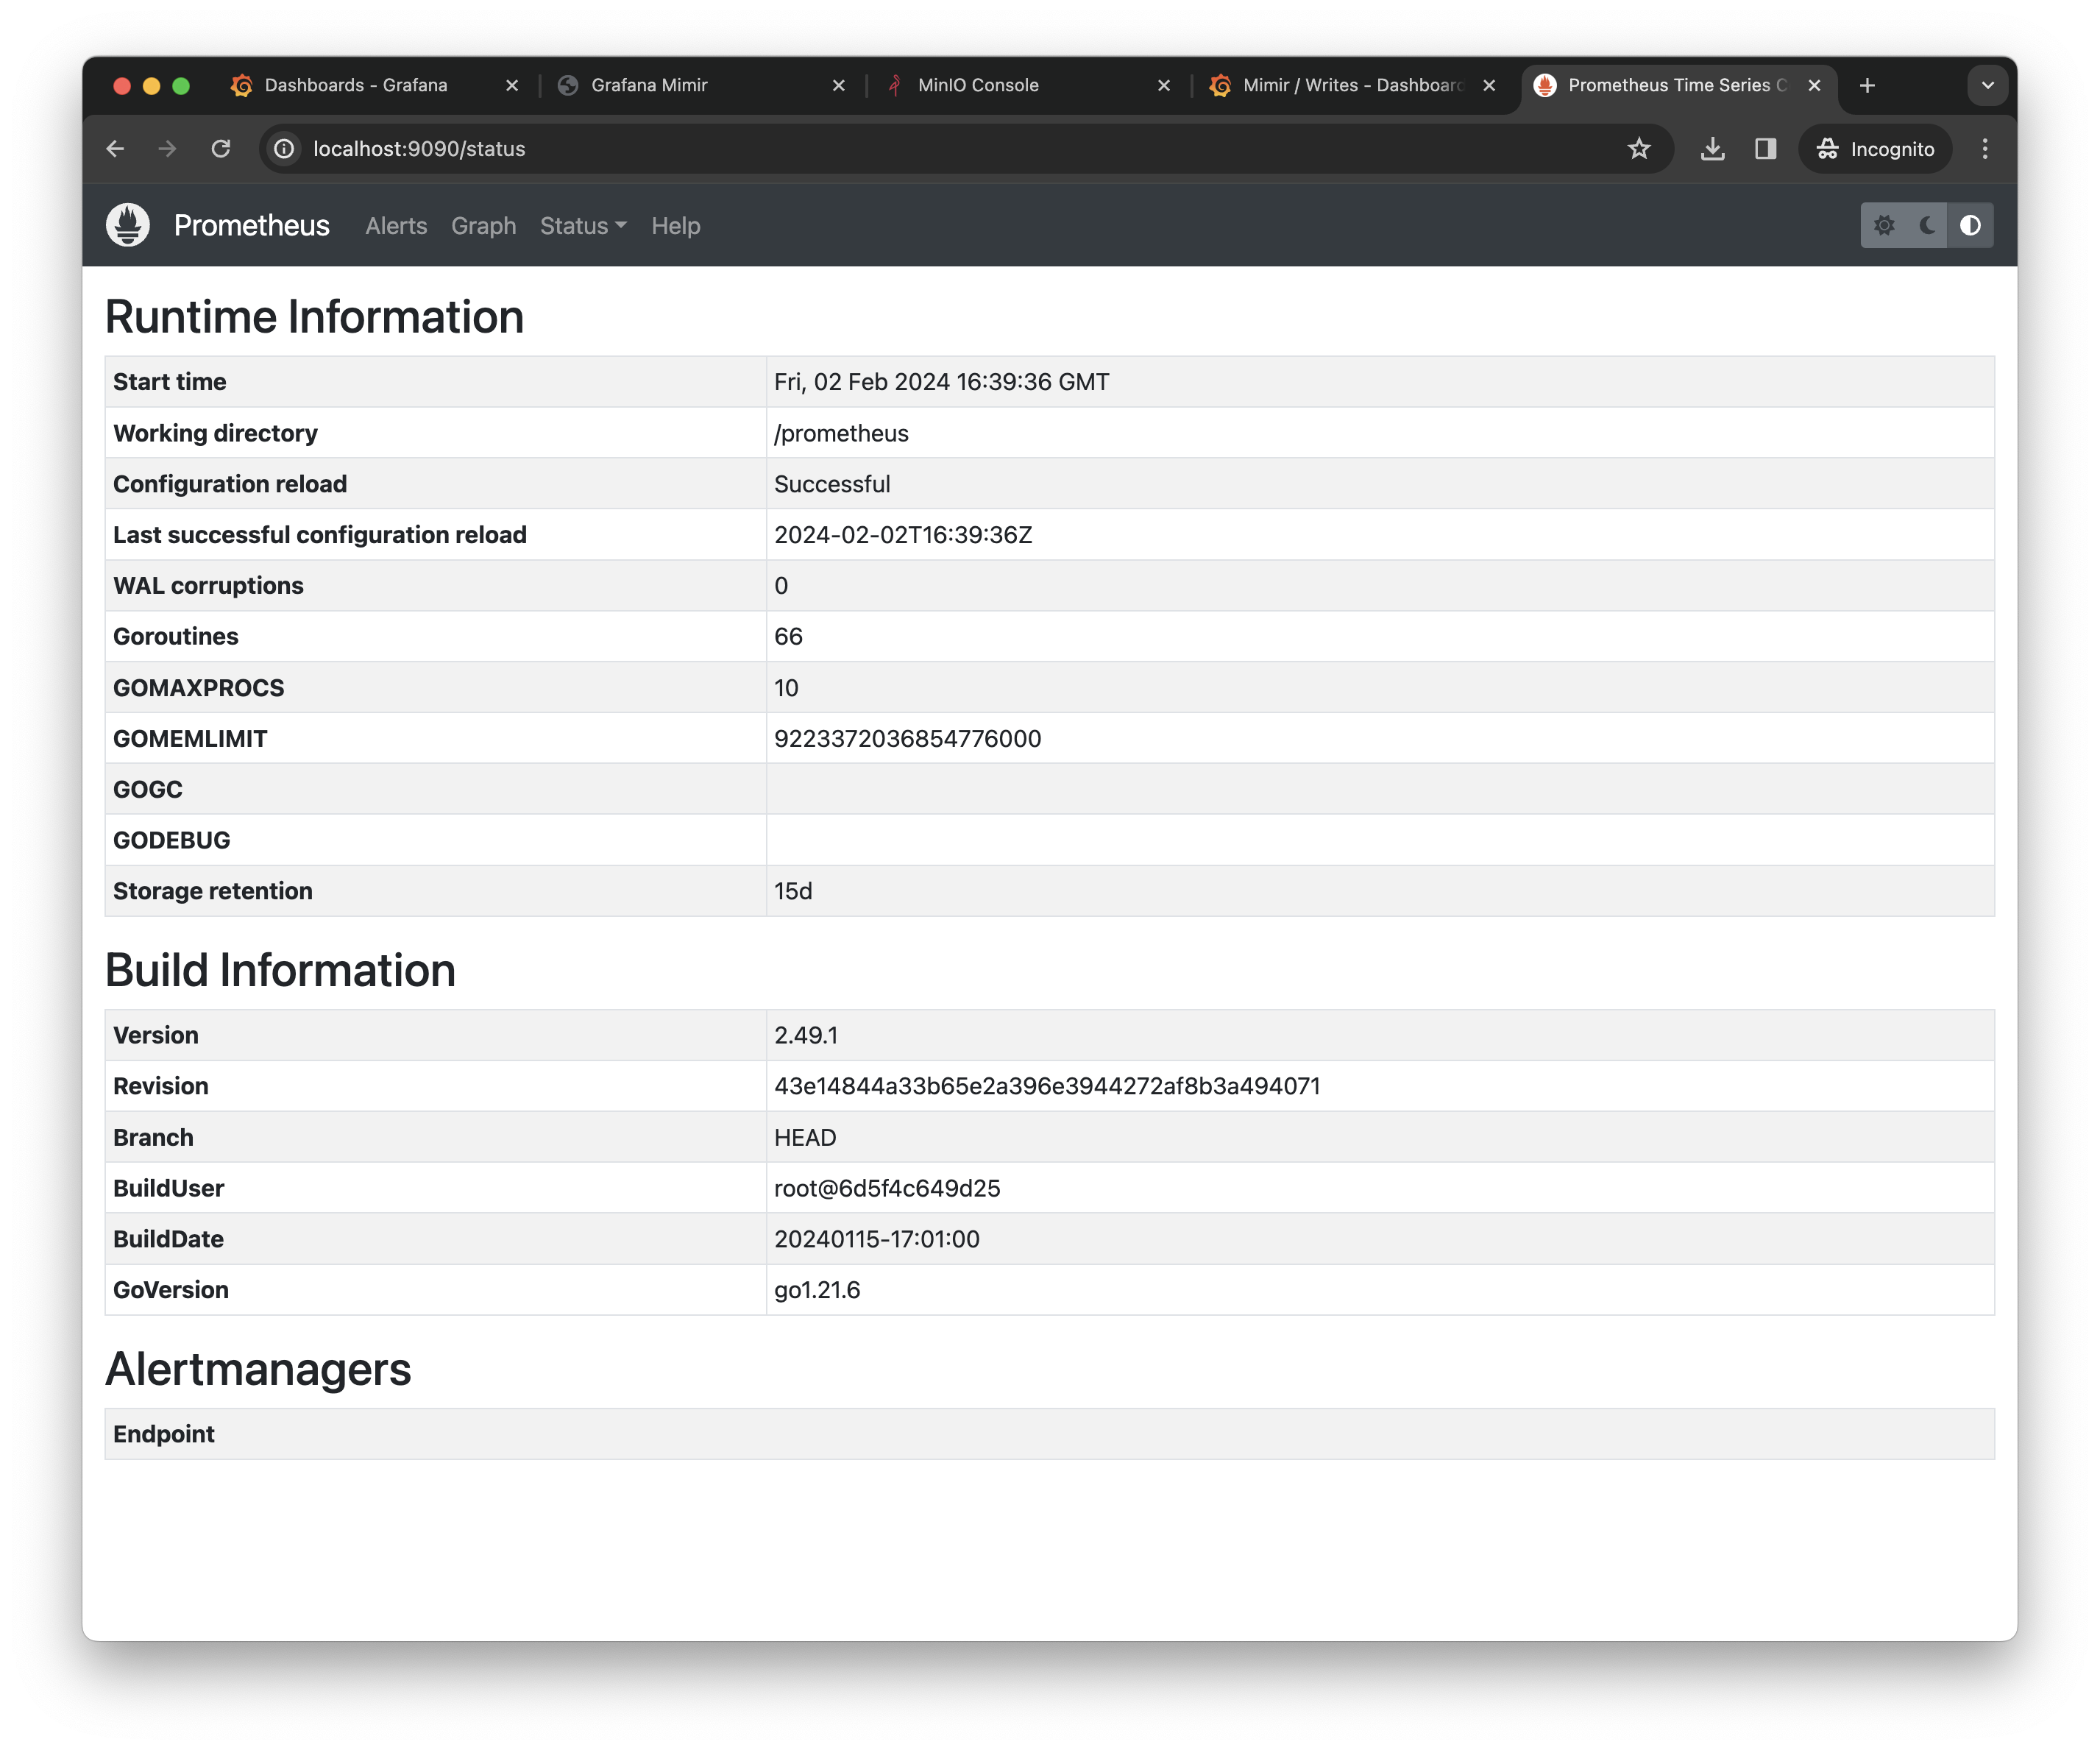 Dashboards - Grafana
Grafana Mimir
MinIO Console
Mimir / Writes - Dashboard
Prometheus Time Series C
localhost:9090/status
Incognito
Prometheus Alerts Graph Status Help
Runtime Information
Start time Fri, 02 Feb 2024 16:39:36 GMT
Working directory /prometheus
Configuration reload Successful
Last successful configuration reload 2024-02-02T16:39:36Z
WAL corruptions 0
Goroutines 66
GOMAXPROCS 10
GOMEMLIMIT 9223372036854776000
GOGC
GODEBUG
Storage retention 15d
Build Information
Version 2.49.1
Revision 43e14844a33b65e2a396e3944272af8b3a494071
Branch HEAD
BuildUser root@6d5f4c649d25
BuildDate 20240115-17:01:00
GoVersion go1.21.6
Alertmanagers
Endpoint